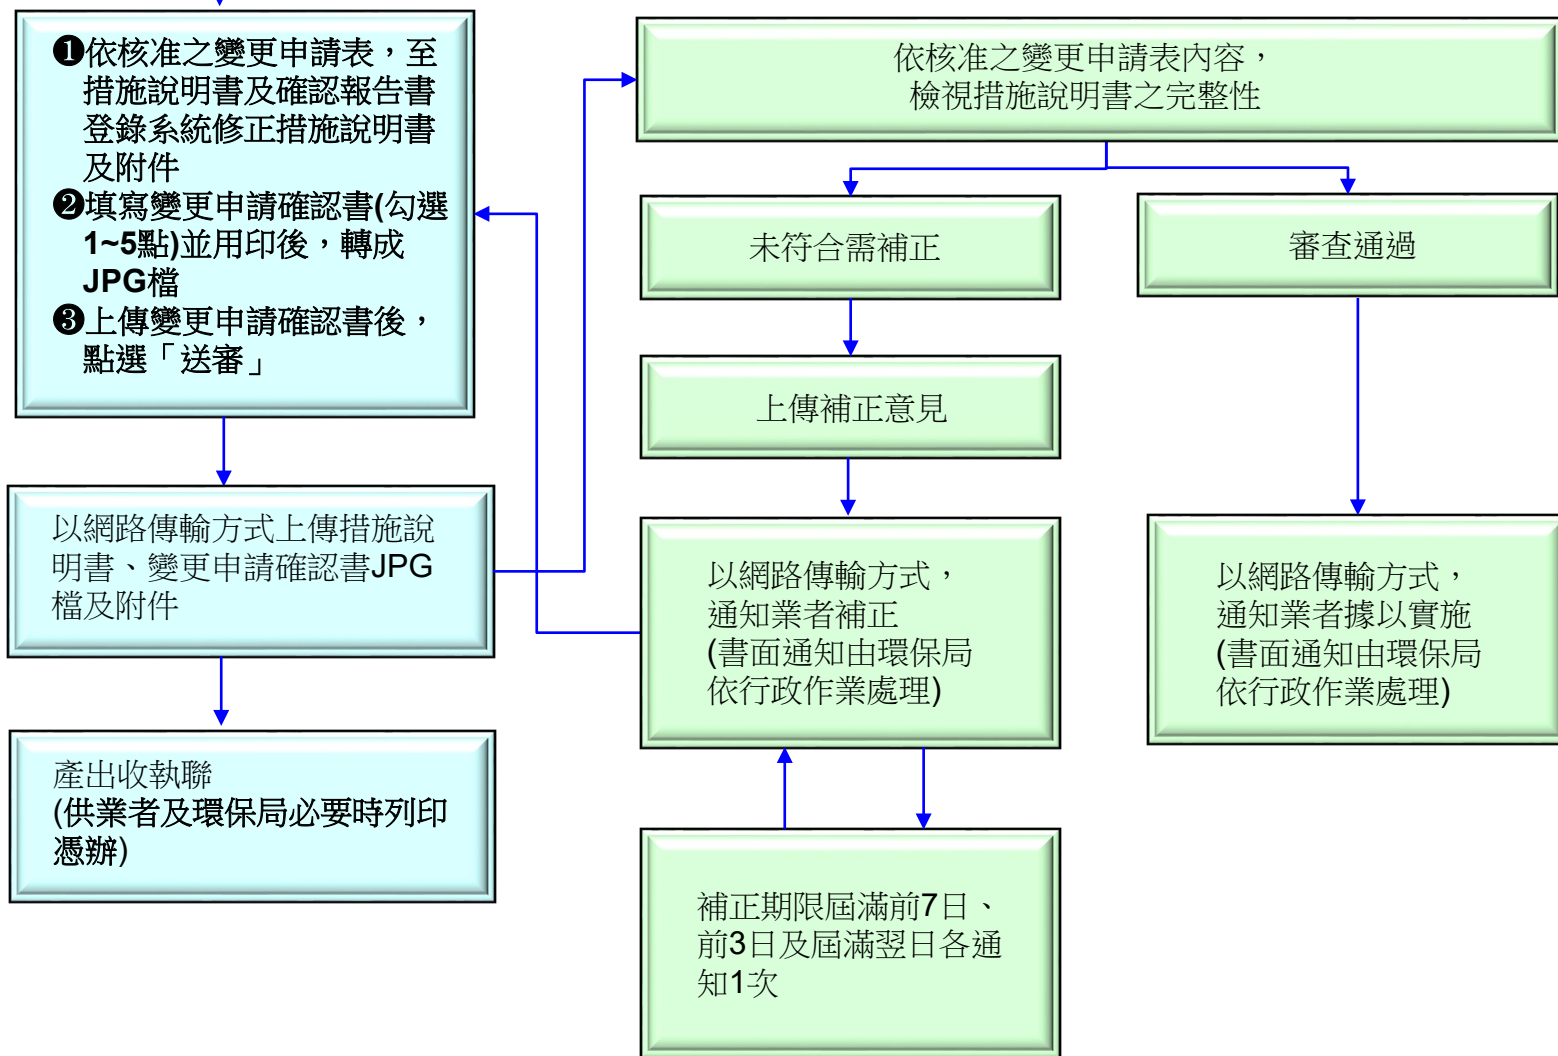 ❶依核准之變更申請表，至
措施說明書及確認報告書
登錄系統修正措施說明書
及附件
❷填寫變更申請確認書(勾選
1~5點)並用印後，轉成
JPG檔
❸上傳變更申請確認書後，
點選「送審」
以網路傳輸方式上傳措施說
明書、變更申請確認書JPG
檔及附件
產出收執聯
(供業者及環保局必要時列印
憑辦)
依核准之變更申請表內容，
檢視措施說明書之完整性
未符合需補正
審查通過
上傳補正意見
以網路傳輸方式，
通知業者補正
(書面通知由環保局
依行政作業處理)
以網路傳輸方式，
通知業者據以實施
(書面通知由環保局
依行政作業處理)
補正期限屆滿前7日、
前3日及屆滿翌日各通
知1次